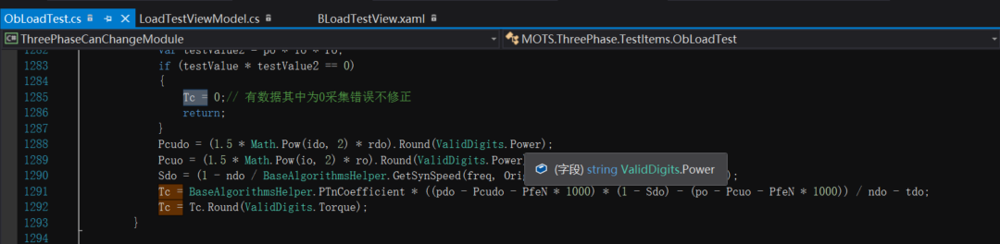 ObLoadTest.cs
LoadTestViewModel.cs
BLoadTestView.xaml
ThreePhaseCanChangeModule
MOTS.ThreePhase.TestItems.ObLoadTest
1282 var testValue2 = po * io * ro;
1283 if (testValue * testValue2 == 0)
1284 {
1285 Tc = 0;// 有数据其中为0采集错误不修正
1286 return;
1287 }
1288 Pcudo = (1.5 * Math.Pow(ido, 2) * rdo).Round(ValidDigits.Power);
1289 Pcuo = (1.5 * Math.Pow(io, 2) * ro).Round(ValidDigits.Power)
(字段) string ValidDigits.Power
1290 Sdo = (1 - ndo / BaseAlgorithmsHelper.GetSynSpeed(freq, Orig );
1291 Tc = BaseAlgorithmsHelper.PTnCoefficient * ((pdo - Pcudo - PfeN * 1000) * (1 - Sdo) - (po - Pcuo - PfeN * 1000)) / ndo - tdo;
1292 Tc = Tc.Round(ValidDigits.Torque);
1293 }
1294